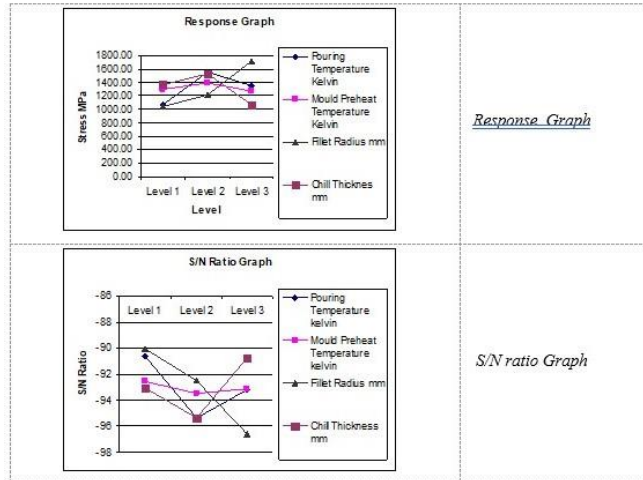 Response Graph
Stress MPa
1800.00
1600.00
1400.00
1200.00
1000.00
800.00
600.00
400.00
200.00
0.00
Level 1 Level 2 Level 3
Level
Pouring
Temperature
Kelvin
Mould Preheat
Temperature
Kelvin
Fillet Radius mm
Chill Thicknes
mm
Response Graph
S/N Ratio Graph
S/N Ratio
-86
-88
-90
-92
-94
-96
-98
Level 1 Level 2 Level 3
Pouring
Temperature
kelvin
Mould Preheat
Temperature
Kelvin
Fillet Radius mm
Chill Thickness
mm
S/N ratio Graph